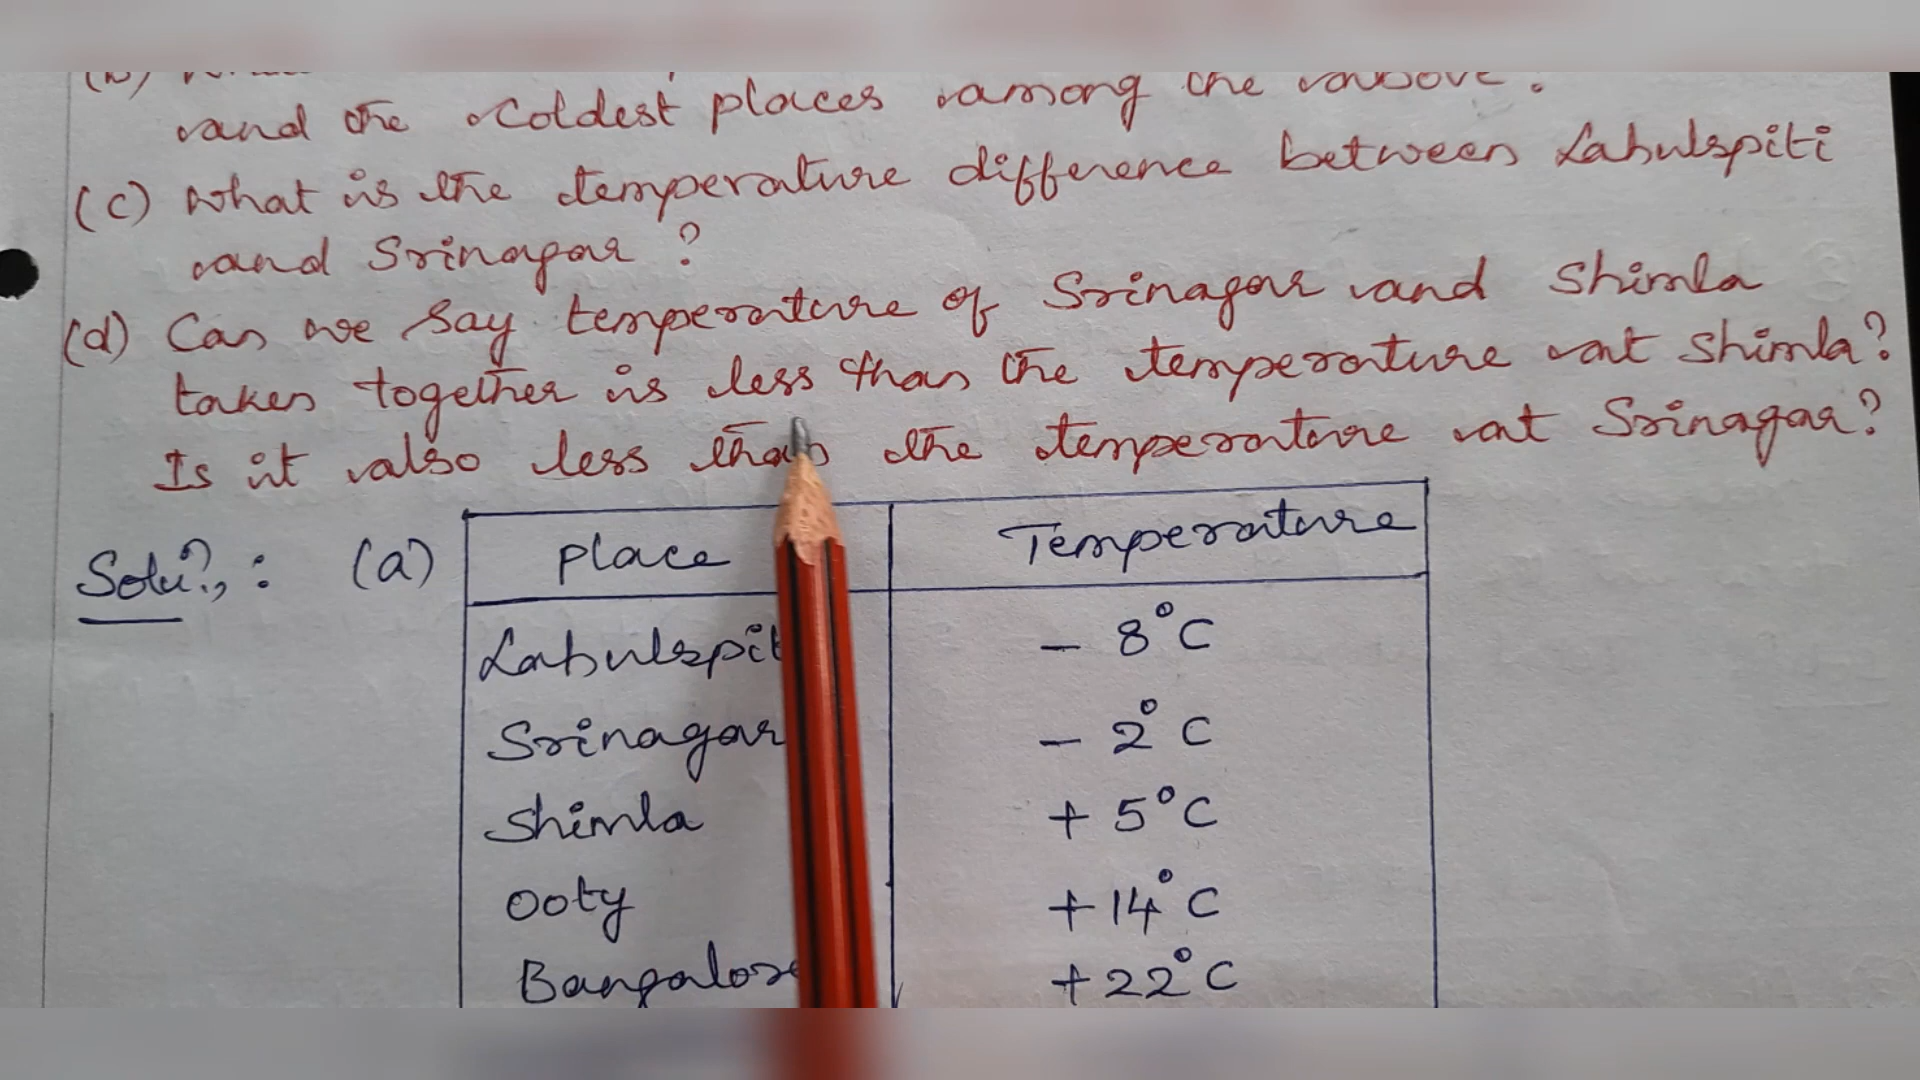 and the coldest places among the above.
(c) What is the temperature difference between Lahulspiti
and Srinagar ?
(d) Can we say temperature of Srinagar and Shimla
taken together is less than the temperature at Shimla?
Is it also less than the temperature at Srinagar?
Solun., : (a) Place Temperature
Lahulspit - 8°C
Srinagar - 2°C
Shimla + 5°C
Ooty + 14°C
Bangalore + 22°C